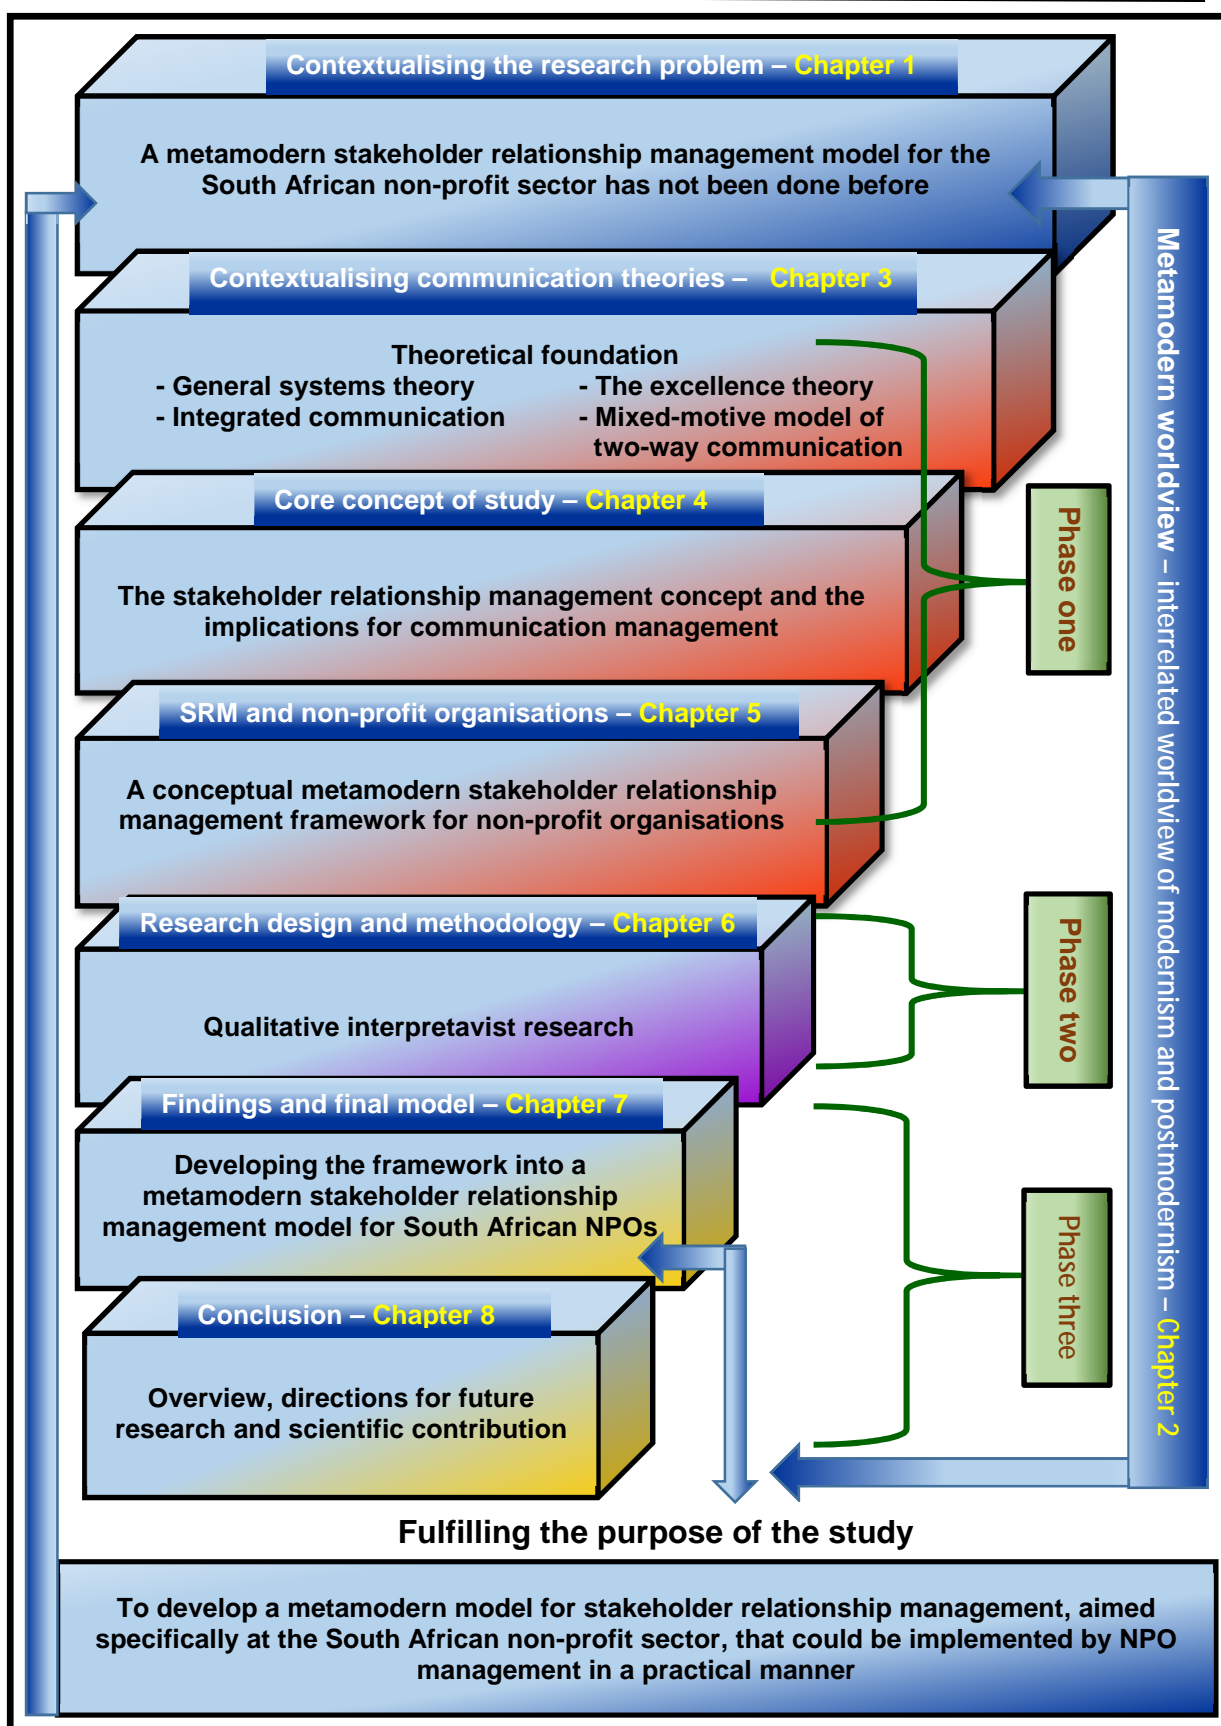 Contextualising the research problem – Chapter 1
A metamodern stakeholder relationship management model for the
South African non-profit sector has not been done before
Contextualising communication theories – Chapter 3
Theoretical foundation
- General systems theory
- Integrated communication
- The excellence theory
- Mixed-motive model of
two-way communication
Core concept of study – Chapter 4
The stakeholder relationship management concept and the
implications for communication management
SRM and non-profit organisations – Chapter 5
A conceptual metamodern stakeholder relationship
management framework for non-profit organisations
Phase one
Research design and methodology – Chapter 6
Qualitative interpretavist research
Phase two
Findings and final model – Chapter 7
Developing the framework into a
metamodern stakeholder relationship
management model for South African NPOs
Conclusion – Chapter 8
Overview, directions for future
research and scientific contribution
Phase three
Metamodern worldview – interrelated worldview of modernism and postmodernism – Chapter 2
Fulfilling the purpose of the study
To develop a metamodern model for stakeholder relationship management, aimed
specifically at the South African non-profit sector, that could be implemented by NPO
management in a practical manner